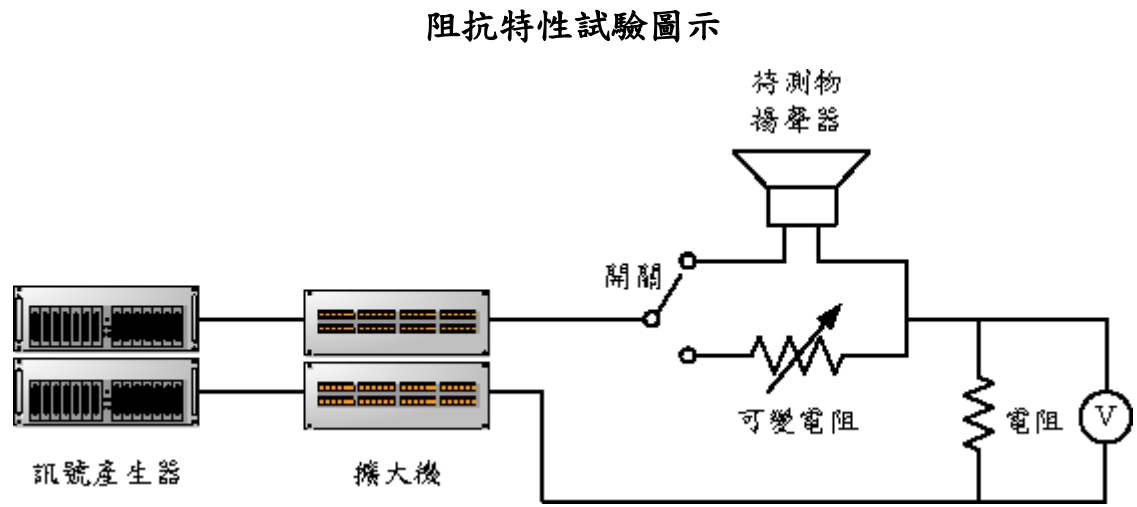 阻抗特性試驗圖示
待測物
揚聲器
開關
可變電阻
電阻
V
訊號產生器
擴大機